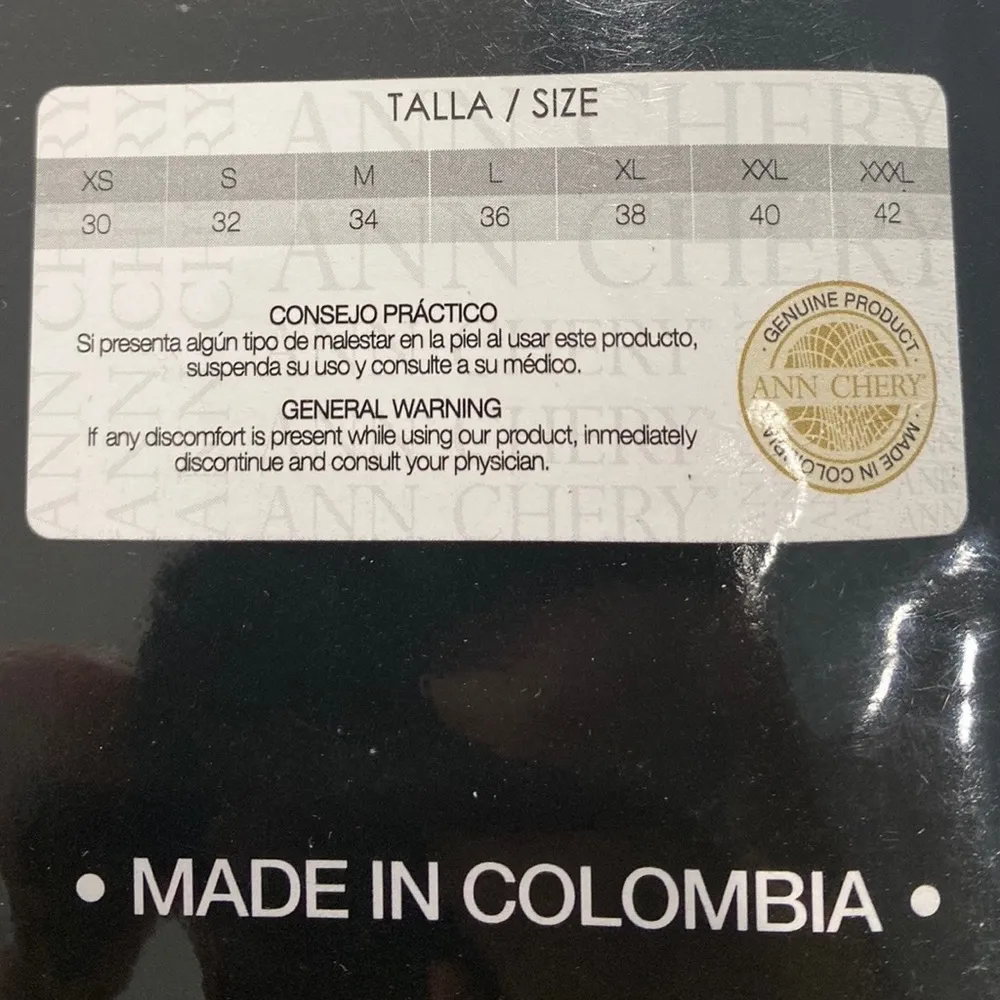 TALLA / SIZE
XS S M L XL XXL XXXL
30 32 34 36 38 40 42
CONSEJO PRÁCTICO
Si presenta algún tipo de malestar en la piel al usar este producto,
suspenda su uso y consulte a su médico.
GENERAL WARNING
If any discomfort is present while using our product, inmediately
discontinue and consult your physician.
· GENUINE PRODUCT ·
ANN CHERY
MADE IN COLOMBIA
ANN CHERY
• MADE IN COLOMBIA •